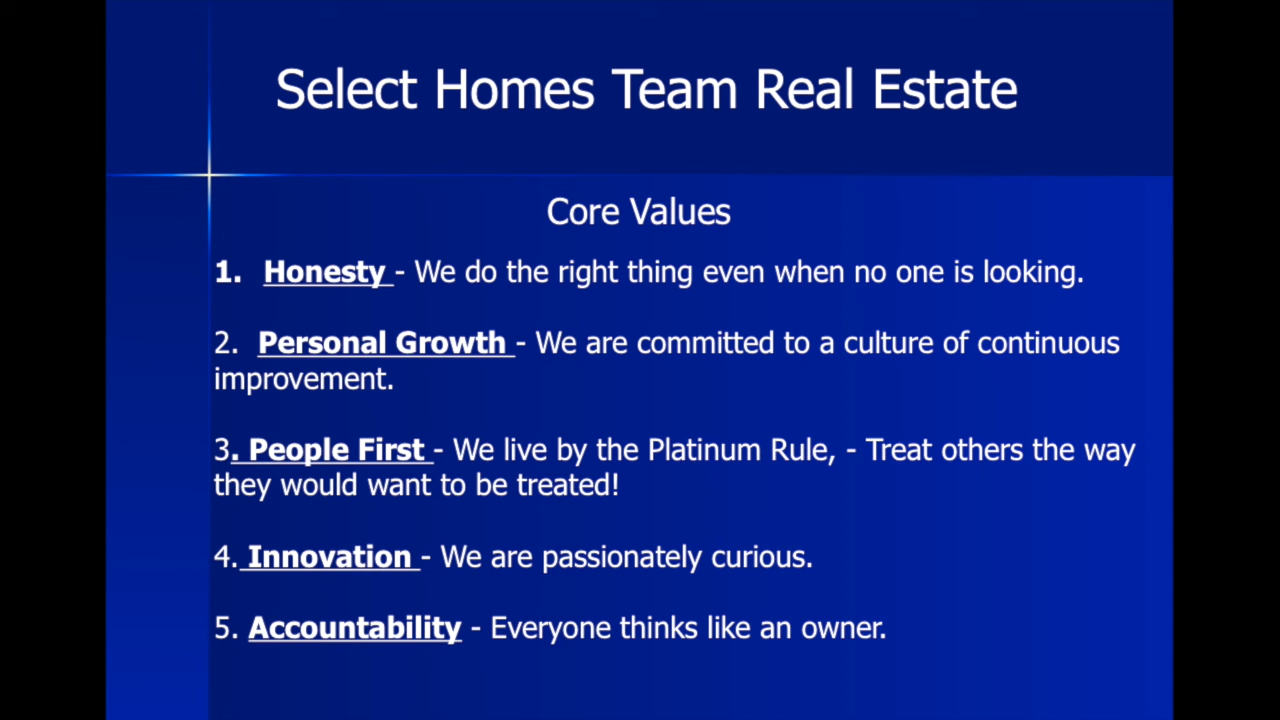 Select Homes Team Real Estate
Core Values
1. Honesty - We do the right thing even when no one is looking.
2. Personal Growth - We are committed to a culture of continuous
improvement.
3. People First - We live by the Platinum Rule, - Treat others the way
they would want to be treated!
4. Innovation - We are passionately curious.
5. Accountability - Everyone thinks like an owner.